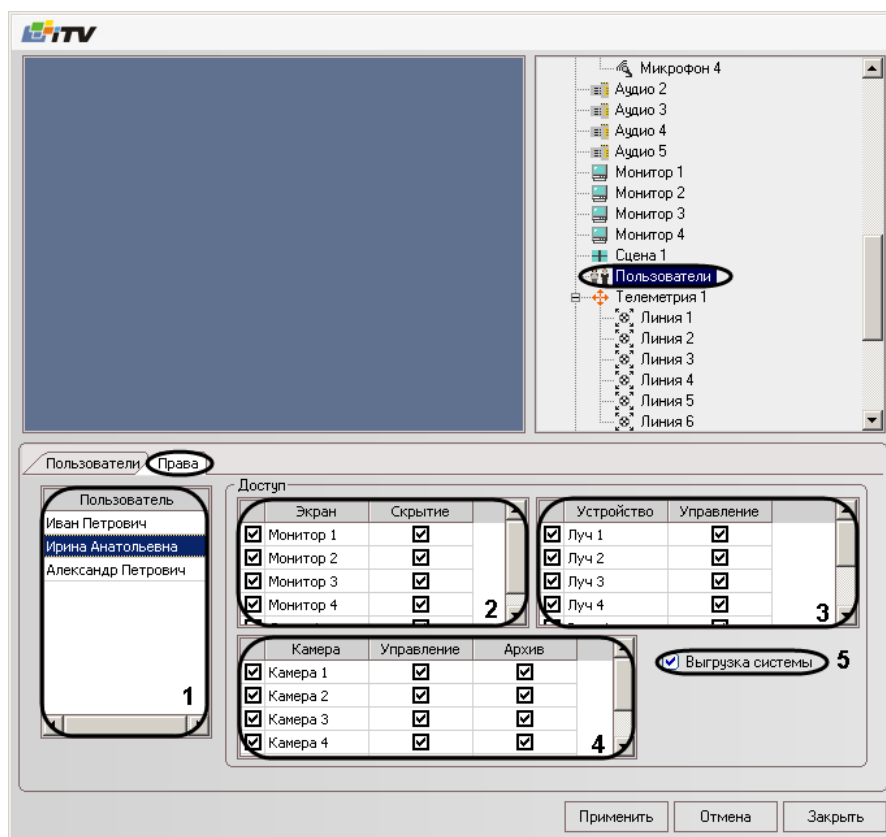 iTV
Микрофон 4
Аудио 2
Аудио 3
Аудио 4
Аудио 5
Монитор 1
Монитор 2
Монитор 3
Монитор 4
Сцена 1
Пользователи
Телеметрия 1
Линия 1
Линия 2
Линия 3
Линия 4
Линия 5
Линия 6
Пользователи Права
Пользователь
Иван Петрович
Ирина Анатольевна
Александр Петрович
1
Доступ
Экран Скрытие
Монитор 1
Монитор 2
Монитор 3
Монитор 4
2
Устройство Управление
Луч 1
Луч 2
Луч 3
Луч 4
3
Камера Управление Архив
Камера 1
Камера 2
Камера 3
Камера 4
4
Выгрузка системы 5
Применить Отмена Закрыть